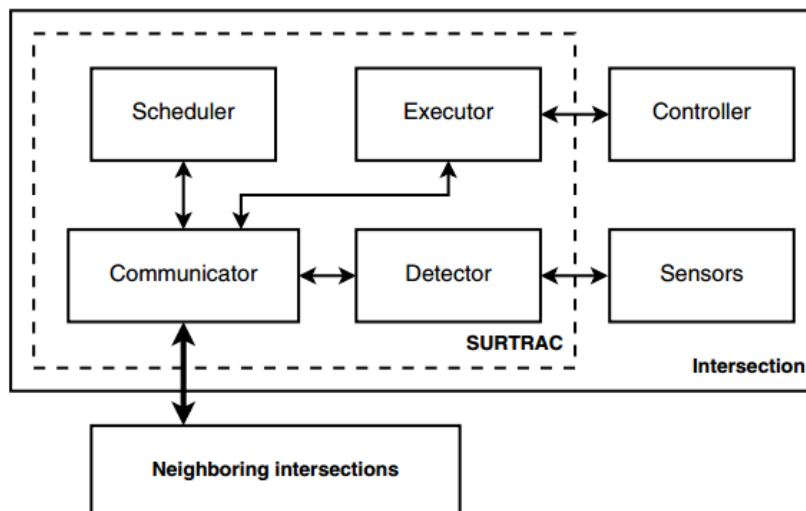 Scheduler
Executor
Controller
Communicator
Detector
Sensors
SURTRAC
Intersection
Neighboring intersections